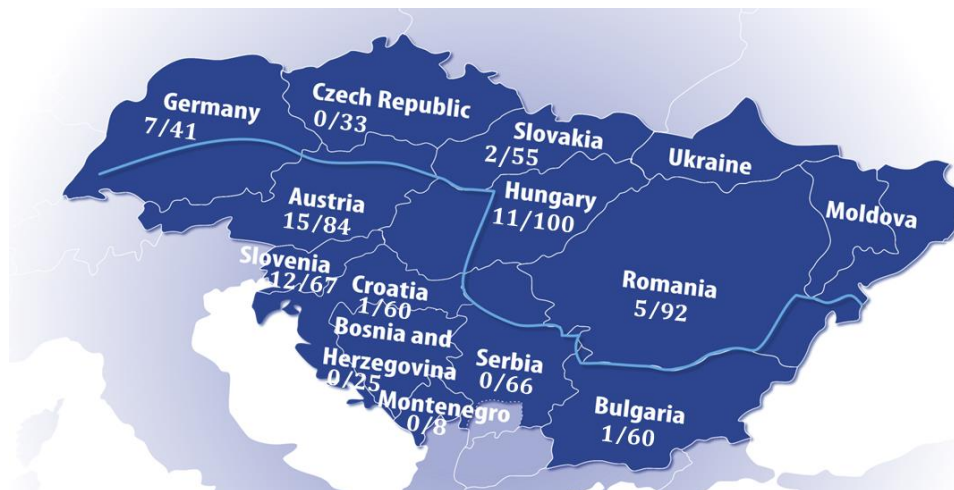 Germany
7/41
Czech Republic
0/33
Slovakia
2/55
Ukraine
Austria
15/84
Hungary
11/100
Moldova
Slovenia
12/67
Croatia
1/60
Romania
5/92
Bosnia and
Herzegovina
0/25
Serbia
0/66
Montenegro
0/8
Bulgaria
1/60